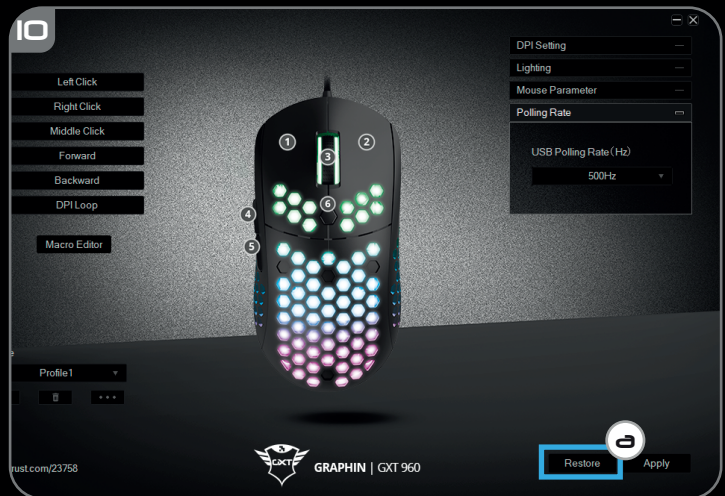 10
DPI Setting
Lighting
Mouse Parameter
Polling Rate
USB Polling Rate(Hz)
500Hz
Left Click
Right Click
Middle Click
Forward
Backward
DPI Loop
Macro Editor
1
2
3
4
5
6
e
Profile1
rust.com/23758
GXT
GRAPHIN | GXT 960
a
Restore
Apply